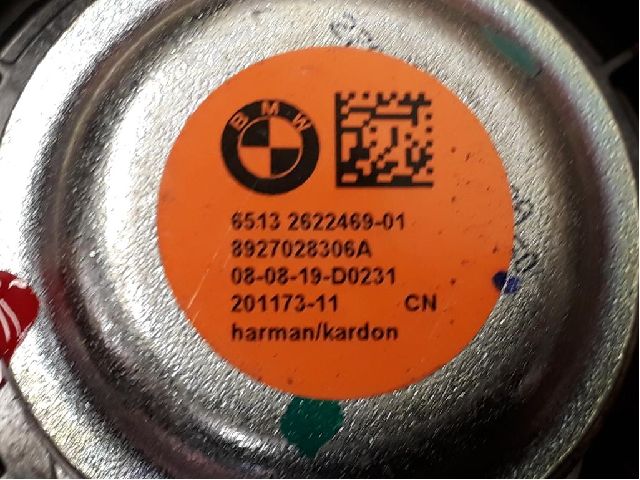 BMW
6513 2622469-01
8927028306A
08-08-19-D0231
201173-11 CN
harman/kardon